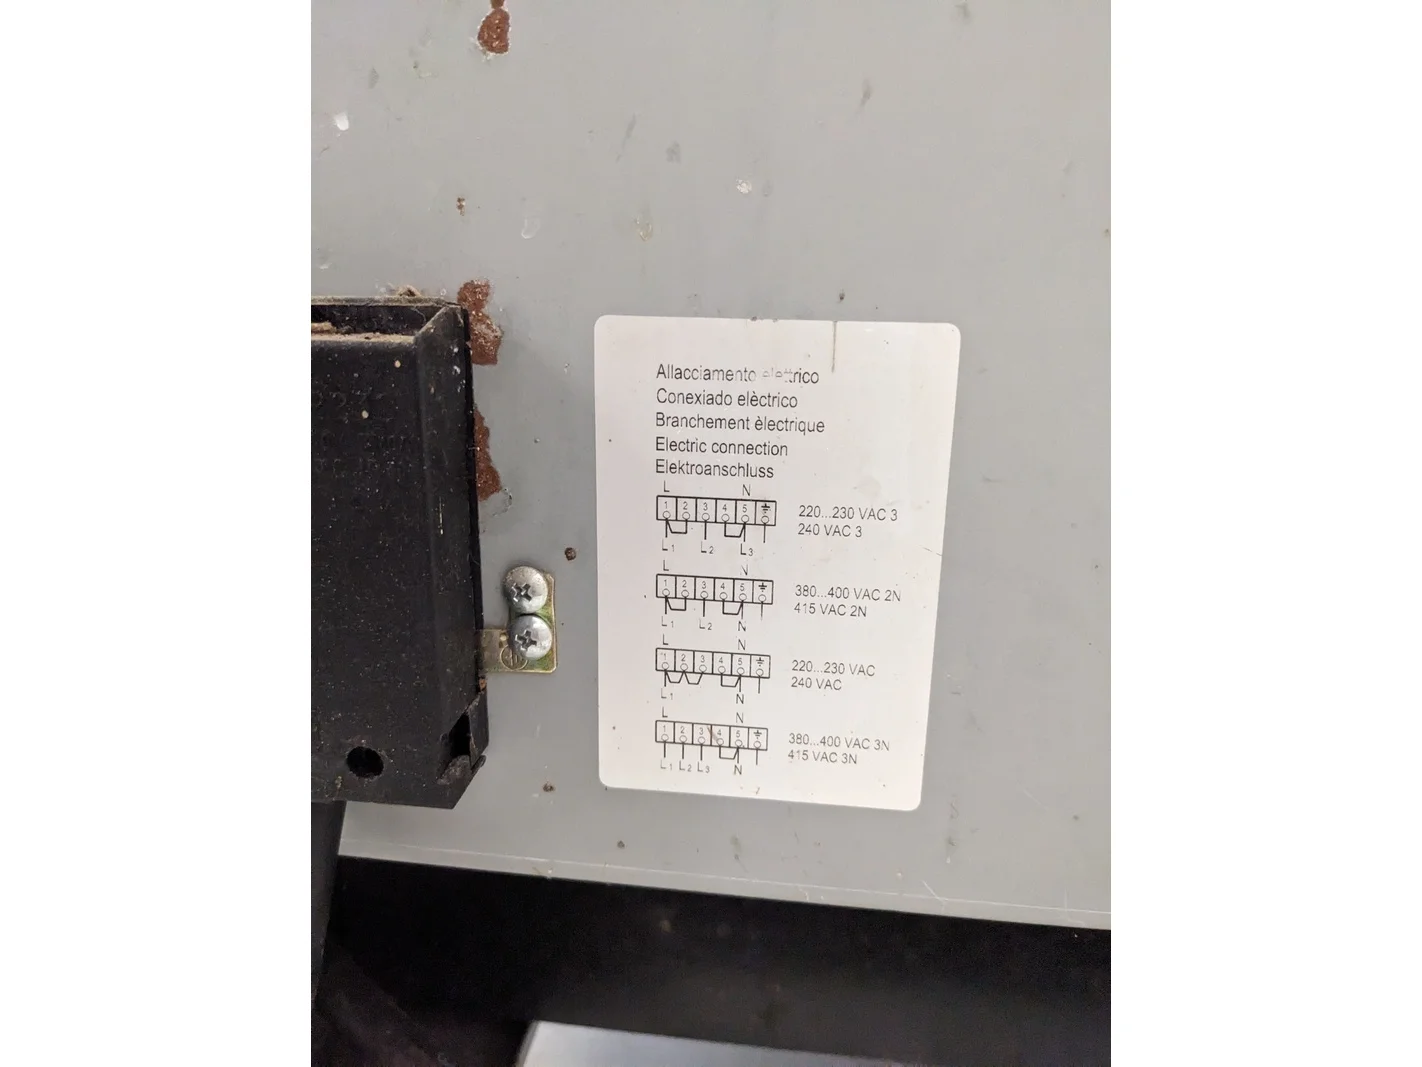 Allacciamento elettrico
Conexiado elèctrico
Branchement èlectrique
Electric connection
Elektroanschluss
L N
1 2 3 4 5
L1 L2 L3
220...230 VAC 3
240 VAC 3
L N
1 2 3 4 5
L1 L2 N
380...400 VAC 2N
415 VAC 2N
L N
1 2 3 4 5
L1 N
220...230 VAC
240 VAC
L N
1 2 3 4 5
L1 L2 L3 N
380...400 VAC 3N
415 VAC 3N